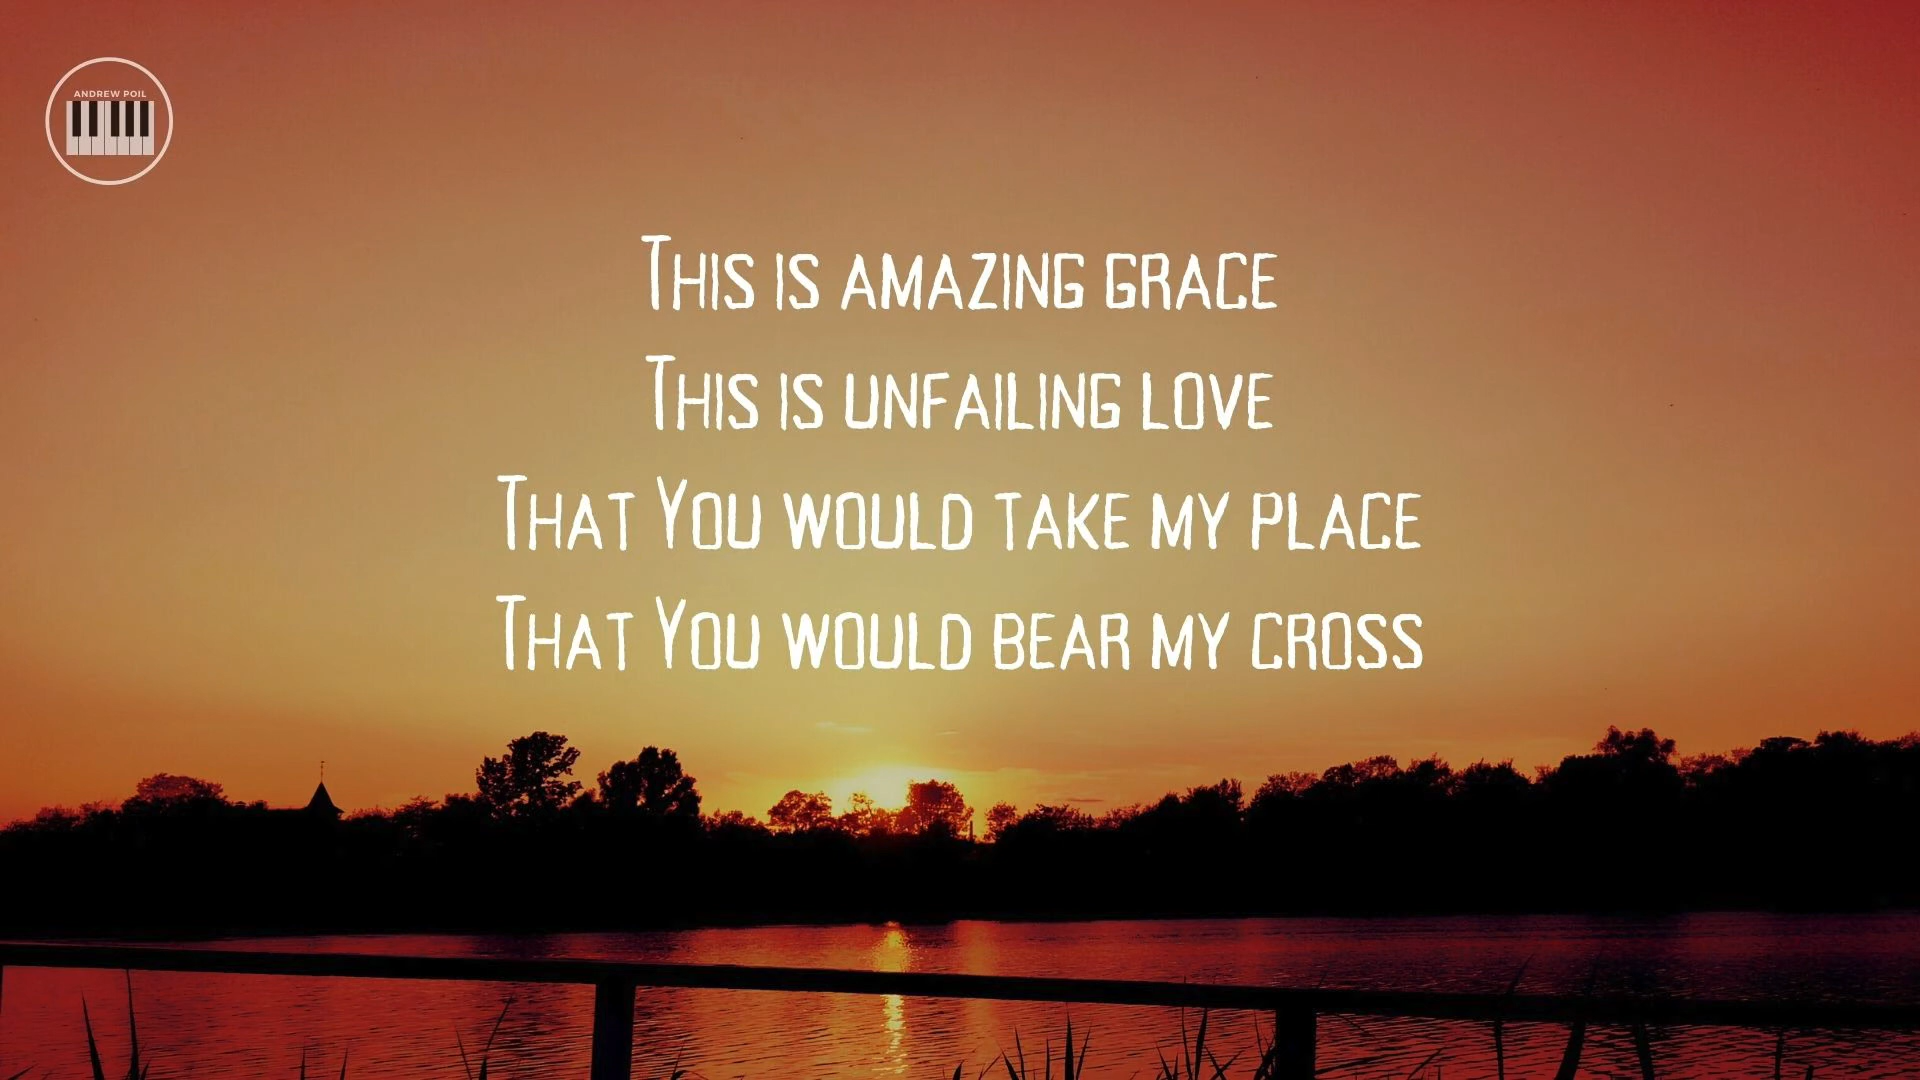 ANDREW POIL
This is amazing grace
This is unfailing love
That You would take my place
That You would bear my cross